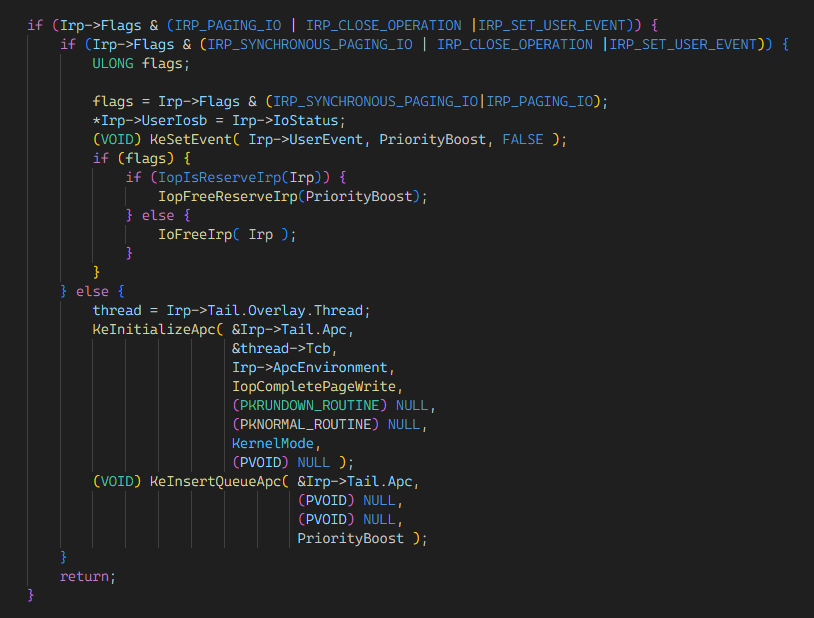 if (Irp->Flags & (IRP_PAGING_IO | IRP_CLOSE_OPERATION |IRP_SET_USER_EVENT)) {
if (Irp->Flags & (IRP_SYNCHRONOUS_PAGING_IO | IRP_CLOSE_OPERATION |IRP_SET_USER_EVENT)) {
ULONG flags;
flags = Irp->Flags & (IRP_SYNCHRONOUS_PAGING_IO|IRP_PAGING_IO);
*Irp->UserIosb = Irp->IoStatus;
(VOID) KeSetEvent( Irp->UserEvent, PriorityBoost, FALSE );
if (flags) {
if (IopIsReserveIrp(Irp)) {
IopFreeReserveIrp(PriorityBoost);
} else {
IoFreeIrp( Irp );
}
}
} else {
thread = Irp->Tail.Overlay.Thread;
KeInitializeApc( &Irp->Tail.Apc,
&thread->Tcb,
Irp->ApcEnvironment,
IopCompletePageWrite,
(PKRUNDOWN_ROUTINE) NULL,
(PKNORMAL_ROUTINE) NULL,
KernelMode,
(PVOID) NULL );
(VOID) KeInsertQueueApc( &Irp->Tail.Apc,
(PVOID) NULL,
(PVOID) NULL,
PriorityBoost );
}
return;
}